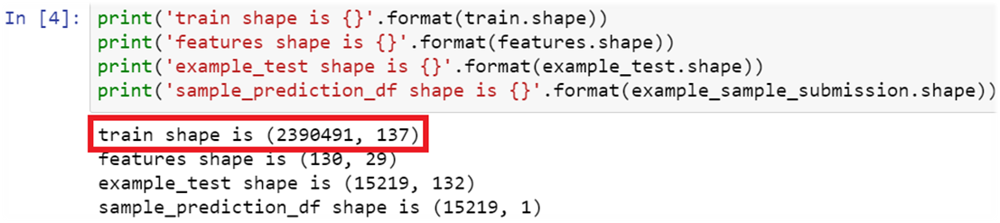 In [4]: print('train shape is {}'.format(train.shape))
print('features shape is {}'.format(features.shape))
print('example_test shape is {}'.format(example_test.shape))
print('sample_prediction_df shape is {}'.format(example_sample_submission.shape))
train shape is (2390491, 137)
features shape is (130, 29)
example_test shape is (15219, 132)
sample_prediction_df shape is (15219, 1)